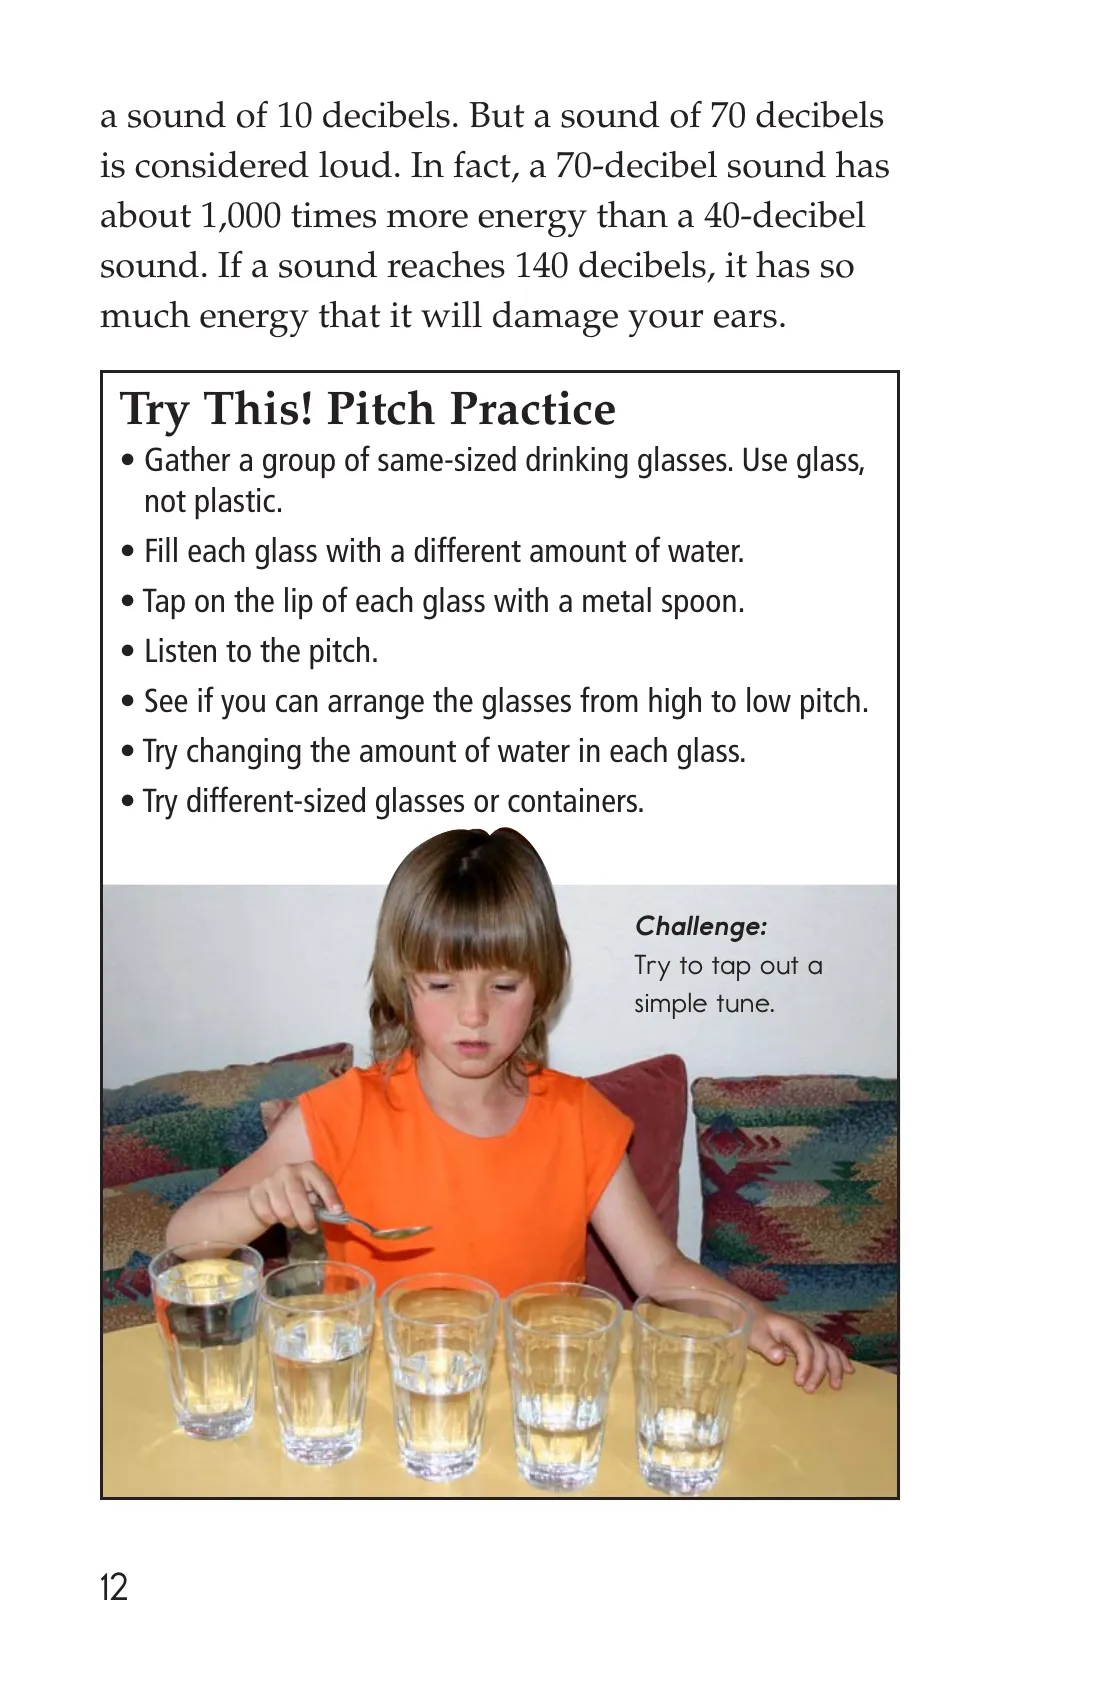 a sound of 10 decibels. But a sound of 70 decibels
is considered loud. In fact, a 70-decibel sound has
about 1,000 times more energy than a 40-decibel
sound. If a sound reaches 140 decibels, it has so
much energy that it will damage your ears.
Try This! Pitch Practice
• Gather a group of same-sized drinking glasses. Use glass,
not plastic.
• Fill each glass with a different amount of water.
• Tap on the lip of each glass with a metal spoon.
• Listen to the pitch.
• See if you can arrange the glasses from high to low pitch.
• Try changing the amount of water in each glass.
• Try different-sized glasses or containers.
Challenge:
Try to tap out a
simple tune.
12